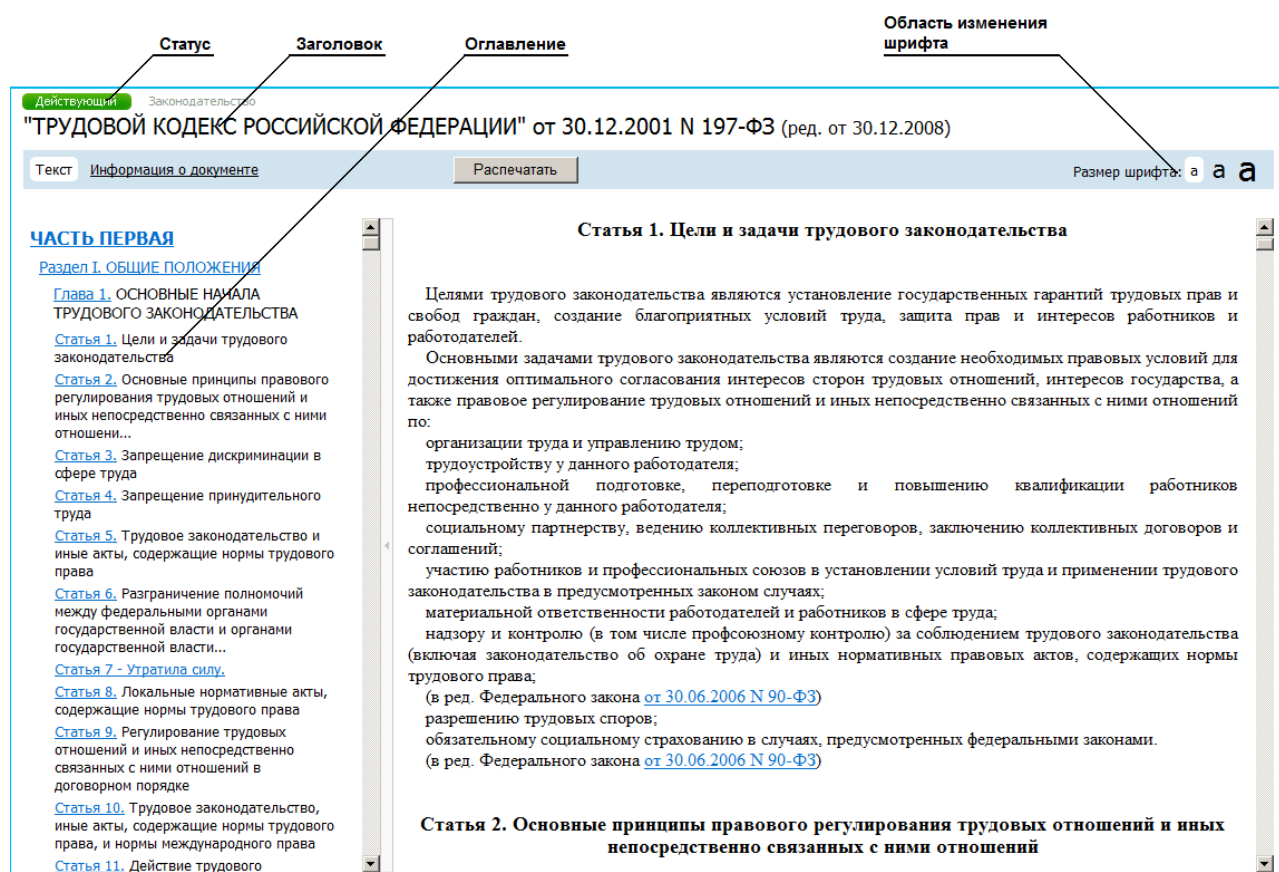 Статус
Заголовок
Оглавление
Область изменения
шрифта
Действующий Законодательство
"ТРУДОВОЙ КОДЕКС РОССИЙСКОЙ ФЕДЕРАЦИИ" от 30.12.2001 N 197-ФЗ (ред. от 30.12.2008)
Текст Информация о документе Распечатать Размер шрифта: а а а
ЧАСТЬ ПЕРВАЯ
Раздел I. ОБЩИЕ ПОЛОЖЕНИЯ
Глава 1. ОСНОВНЫЕ НАЧАЛА
ТРУДОВОГО ЗАКОНОДАТЕЛЬСТВА
Статья 1. Цели и задачи трудового
законодательства
Статья 2. Основные принципы правового
регулирования трудовых отношений и
иных непосредственно связанных с ними
отношени...
Статья 3. Запрещение дискриминации в
сфере труда
Статья 4. Запрещение принудительного
труда
Статья 5. Трудовое законодательство и
иные акты, содержащие нормы трудового
права
Статья 6. Разграничение полномочий
между федеральными органами
государственной власти и органами
государственной власти...
Статья 7 - Утратила силу.
Статья 8. Локальные нормативные акты,
содержащие нормы трудового права
Статья 9. Регулирование трудовых
отношений и иных непосредственно
связанных с ними отношений в
договорном порядке
Статья 10. Трудовое законодательство,
иные акты, содержащие нормы трудового
права, и нормы международного права
Статья 11. Действие трудового
Статья 1. Цели и задачи трудового законодательства
Целями трудового законодательства являются установление государственных гарантий трудовых прав и
свобод граждан, создание благоприятных условий труда, защита прав и интересов работников и
работодателей.
Основными задачами трудового законодательства являются создание необходимых правовых условий для
достижения оптимального согласования интересов сторон трудовых отношений, интересов государства, а
также правовое регулирование трудовых отношений и иных непосредственно связанных с ними отношений
по:
организации труда и управлению трудом;
трудоустройству у данного работодателя;
профессиональной подготовке, переподготовке и повышению квалификации работников
непосредственно у данного работодателя;
социальному партнерству, ведению коллективных переговоров, заключению коллективных договоров и
соглашений;
участию работников и профессиональных союзов в установлении условий труда и применении трудового
законодательства в предусмотренных законом случаях;
материальной ответственности работодателей и работников в сфере труда;
надзору и контролю (в том числе профсоюзному контролю) за соблюдением трудового законодательства
(включая законодательство об охране труда) и иных нормативных правовых актов, содержащих нормы
трудового права;
(в ред. Федерального закона от 30.06.2006 N 90-ФЗ)
разрешению трудовых споров;
обязательному социальному страхованию в случаях, предусмотренных федеральными законами.
(в ред. Федерального закона от 30.06.2006 N 90-ФЗ)
Статья 2. Основные принципы правового регулирования трудовых отношений и иных
непосредственно связанных с ними отношений